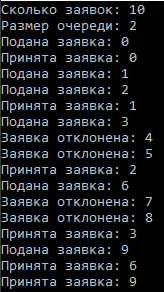 Сколько заявок: 10
Размер очереди: 2
Подана заявка: 0
Принята заявка: 0
Подана заявка: 1
Подана заявка: 2
Принята заявка: 1
Подана заявка: 3
Заявка отклонена: 4
Заявка отклонена: 5
Принята заявка: 2
Подана заявка: 6
Заявка отклонена: 7
Заявка отклонена: 8
Принята заявка: 3
Подана заявка: 9
Принята заявка: 6
Принята заявка: 9